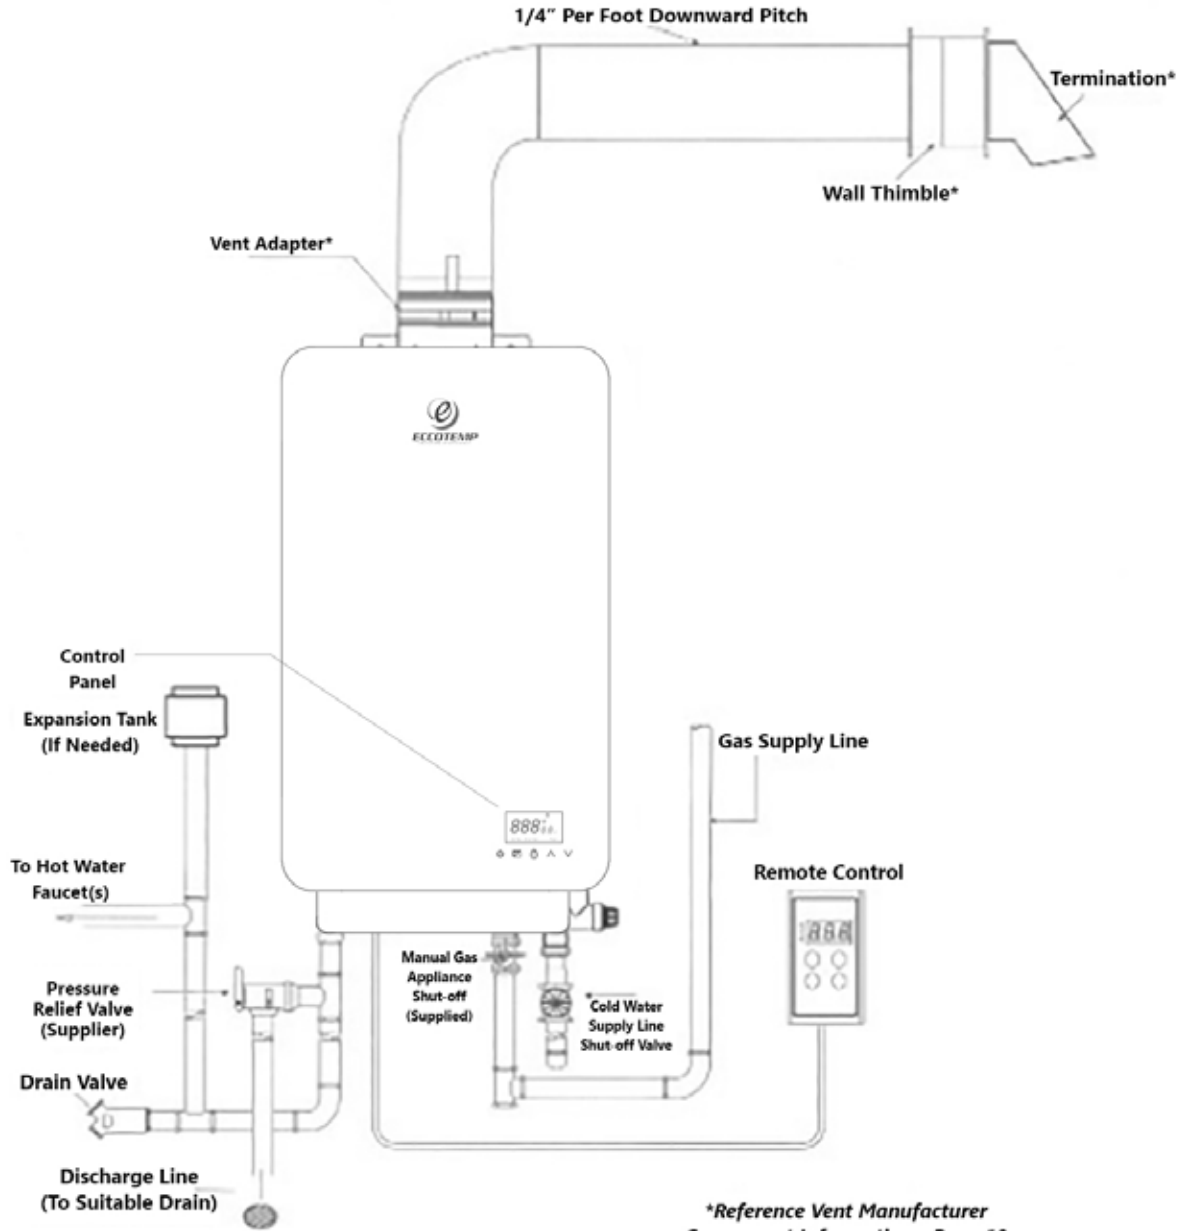 1/4” Per Foot Downward Pitch
Termination*
Wall Thimble*
Vent Adapter*
ECCOTEMP
Control
Panel
Expansion Tank
(If Needed)
Gas Supply Line
888
To Hot Water
Faucet(s)
Remote Control
888
Manual Gas
Appliance
Shut-off
(Supplied)
Pressure
Relief Valve
(Supplier)
Cold Water
Supply Line
Shut-off Valve
Drain Valve
Discharge Line
(To Suitable Drain)
*Reference Vent Manufacturer